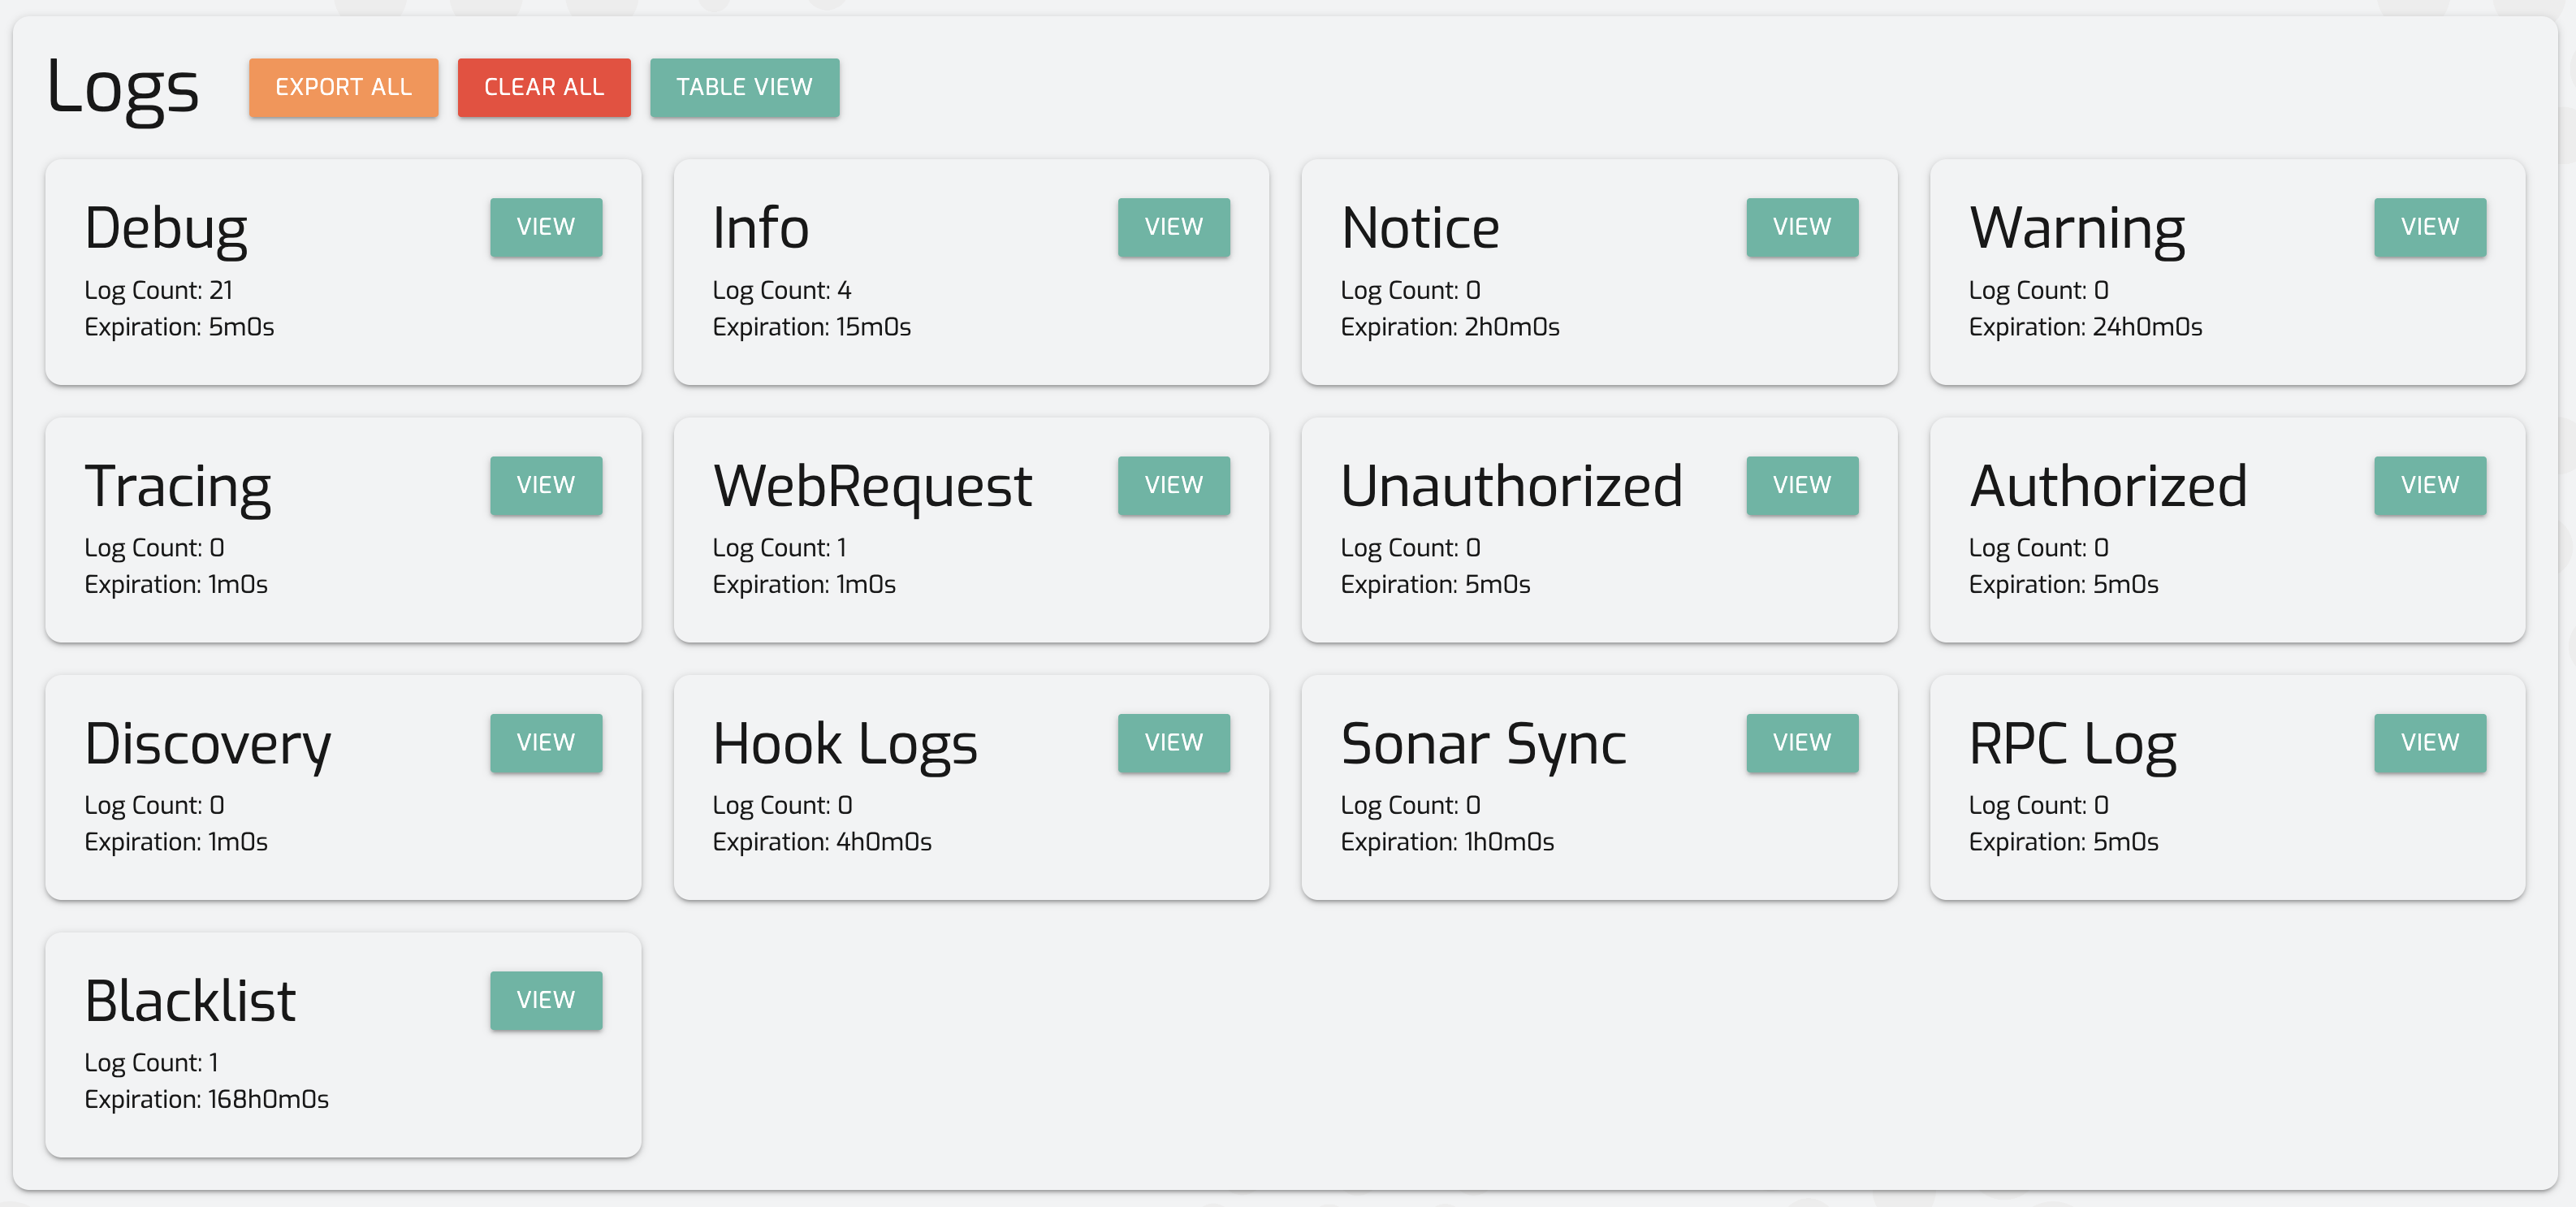 Logs
EXPORT ALL
CLEAR ALL
TABLE VIEW
Debug
VIEW
Log Count: 21
Expiration: 5m0s
Info
VIEW
Log Count: 4
Expiration: 15m0s
Notice
VIEW
Log Count: 0
Expiration: 2h0m0s
Warning
VIEW
Log Count: 0
Expiration: 24h0m0s
Tracing
VIEW
Log Count: 0
Expiration: 1m0s
WebRequest
VIEW
Log Count: 1
Expiration: 1m0s
Unauthorized
VIEW
Log Count: 0
Expiration: 5m0s
Authorized
VIEW
Log Count: 0
Expiration: 5m0s
Discovery
VIEW
Log Count: 0
Expiration: 1m0s
Hook Logs
VIEW
Log Count: 0
Expiration: 4h0m0s
Sonar Sync
VIEW
Log Count: 0
Expiration: 1h0m0s
RPC Log
VIEW
Log Count: 0
Expiration: 5m0s
Blacklist
VIEW
Log Count: 1
Expiration: 168h0m0s